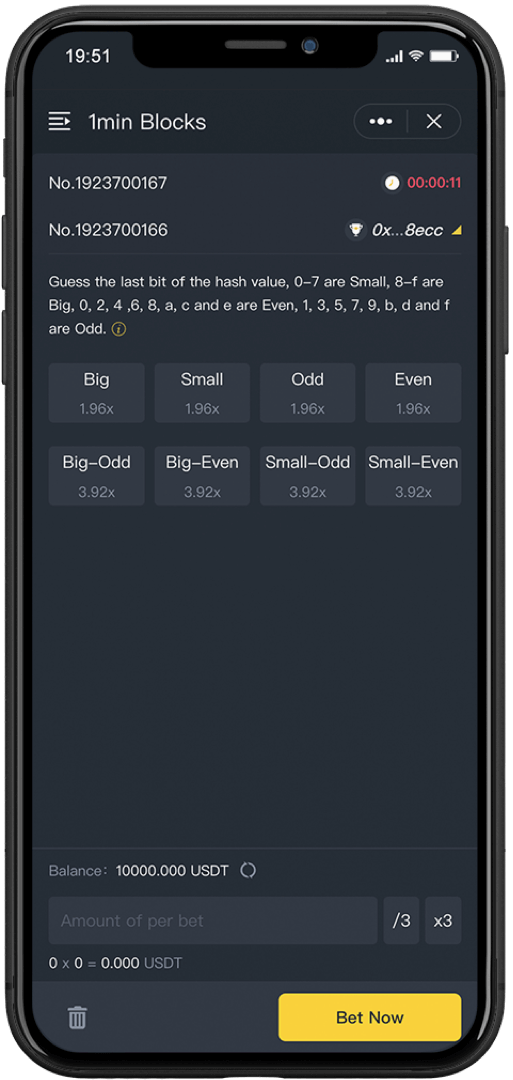 19:51
1min Blocks
No.1923700167 00:00:11
No.1923700166 0x...8ecc
Guess the last bit of the hash value, 0-7 are Small, 8-f are
Big, 0, 2, 4 ,6, 8, a, c and e are Even, 1, 3, 5, 7, 9, b, d and f
are Odd.
Big Small Odd Even
1.96x 1.96x 1.96x 1.96x
Big-Odd Big-Even Small-Odd Small-Even
3.92x 3.92x 3.92x 3.92x
Balance: 10000.000 USDT
Amount of per bet /3 x3
0 x 0 = 0.000 USDT
Bet Now